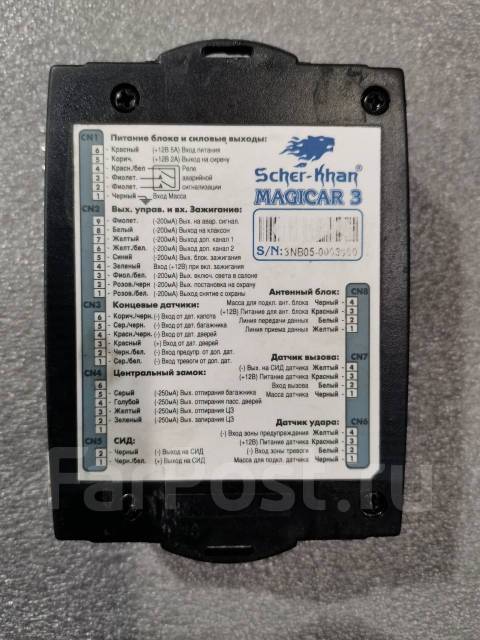 CN1
Питание блока и силовые выходы:
6 - Красный (+12В 5А) Вход питания
5 - Корич. (+12В 2А) Выход на сирену
4 - Красн./бел Реле
3 - Фиолет. аварийной
2 - Фиолет. сигнализации
1 - Черный Вход Масса
Scher-Khan
MAGICAR 3
S/N: 3NB05-
CN2
Вых. управ. и вх. Зажигание:
9 - Фиолет. (-200мА) Вых. на авар. сигнал.
8 - Белый (-200мА) Выход на клаксон
7 - Желтый (-200мА) Выход доп. канал 1
6 - Желт./бел (-200мА) Выход доп. канал 2
5 - Синий (-200мА) Вых. блок. зажигания
4 - Зеленый Вход (+12В) при вкл. зажигания
3 - Фиол./бел. (-200мА) Вых. включ. света в салоне
2 - Розов./черн (-200мА) Вых. постановка на охрану
1 - Розов./бел. (-200мА) Выход снятие с охраны
CN3
Концевые датчики:
6 - Корич./черн. (-) Вход от дат. капота
5 - Сер./черн. (-) Вход от дат. багажника
4 - Красн./черн. (-) Вход от дат. дверей
3 - Красный (+) Вход от дат. дверей
2 - Черн./бел (-) Вход предупр от доп. дат.
1 - Сер./бел. (-) Вход тревоги от доп. дат.
CN4
Центральный замок:
5 - Серый (-250мА) Вых. отпирания багажника
4 - Голубой (-250мА) Вых. отпирания пасс. дверей
3 - Желтый (-250мА) Вых. отпирания ЦЗ
2 - Зеленый (-250мА) Вых. запирания ЦЗ
CN5
СИД:
2 - Черный (-) Выход на СИД
1 - Черн./бел. (+) Выход на СИД
Антенный блок:
CN8
Масса для подкл. ант. блока Черный - 4
(+12В) Питание для ант. блока Красный - 3
Линия передачи данных Белый - 2
Линия приема данных Желтый - 1
Датчик вызова:
CN7
(-) Вых. на СИД датчика Желтый - 4
(+12В) Питание датчика Красный - 3
Вход вызова Белый - 2
Масса датчика Черный - 1
Датчик удара:
CN6
(-) Вход зоны предупреждения Желтый - 4
(+12В) Питание датчика Красный - 3
(-) Вход зоны тревоги Белый - 2
Масса для подкл. датчика Черный - 1
FarPost.ru